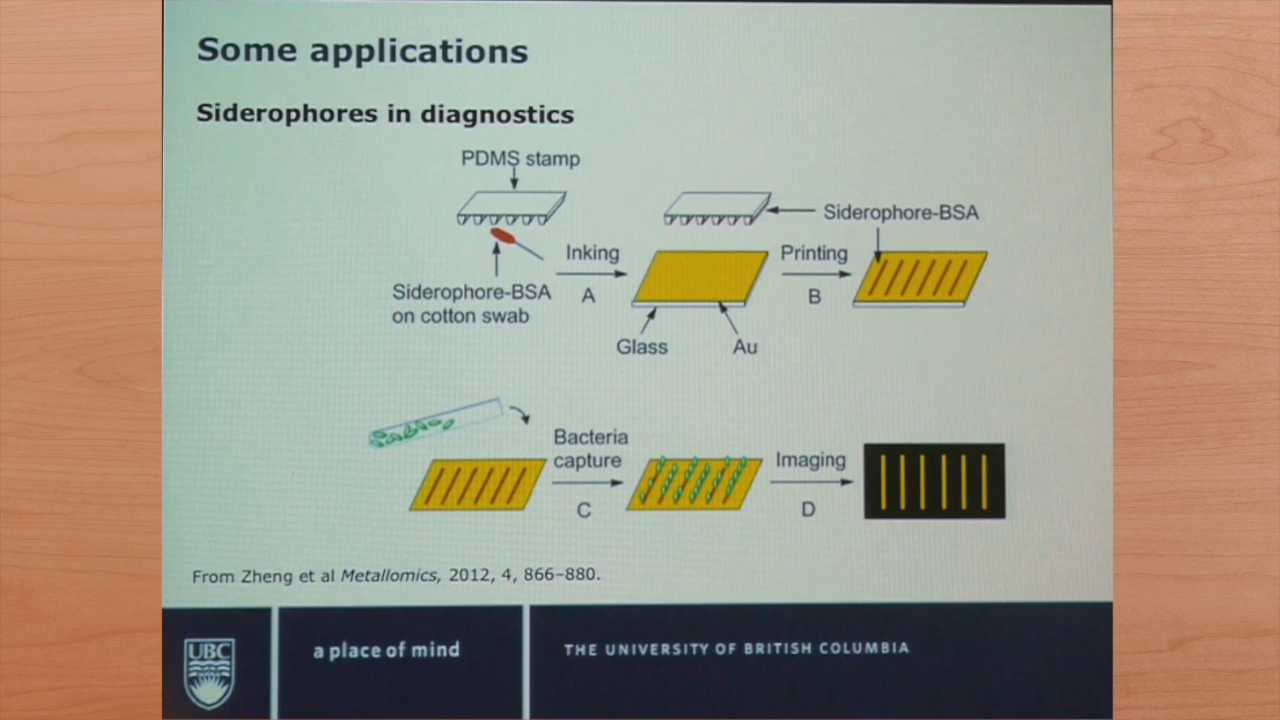 Some applications
Siderophores in diagnostics
PDMS stamp
Siderophore-BSA
Inking
Printing
A
B
Siderophore-BSA
on cotton swab
Glass
Au
Bacteria
capture
Imaging
C
D
From Zheng et al Metallomics, 2012, 4, 866–880.
UBC
a place of mind
THE UNIVERSITY OF BRITISH COLUMBIA